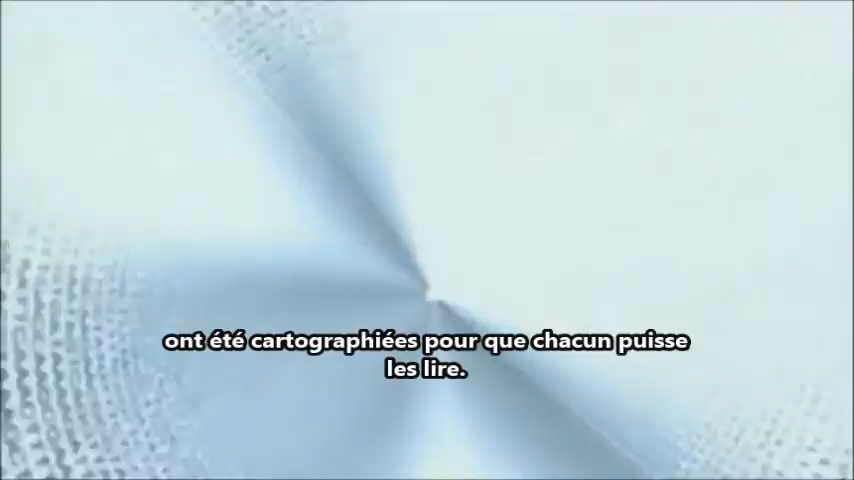 ont été cartographiées pour que chacun puisse
les lire.